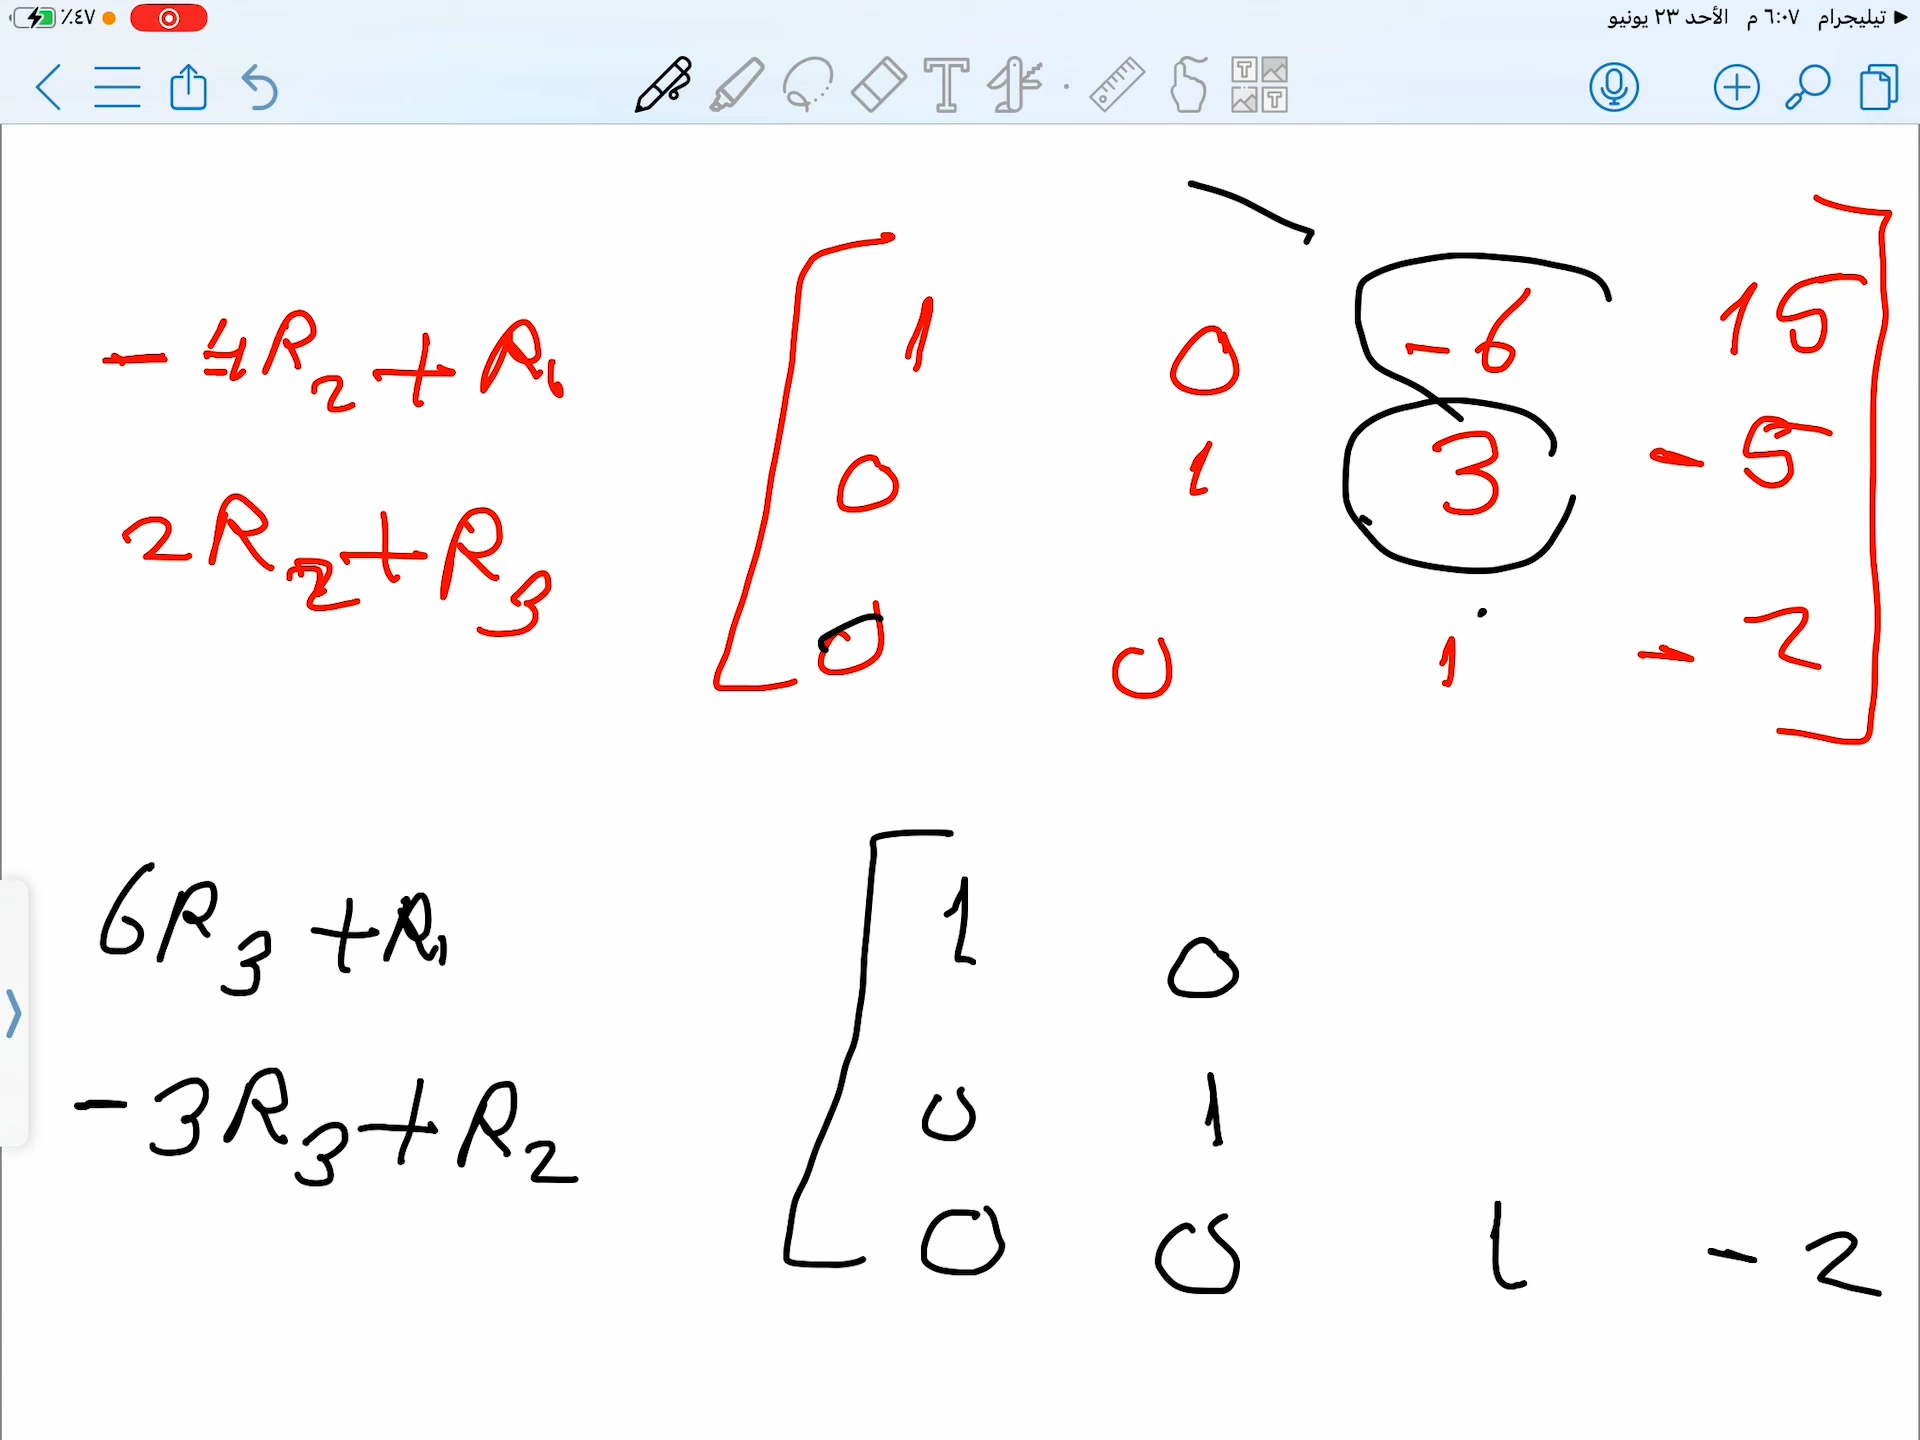 ٪٤٧ ◀ تيليجرام ٦:٠٧ م الأحد ٢٣ يونيو
-4R2+R1 1 0 -6 15
0 1 3 -5
2R2+R3
0 0 1 -2
6R3+R1 1 0
-3R3+R2 0 1
0 0 1 -2